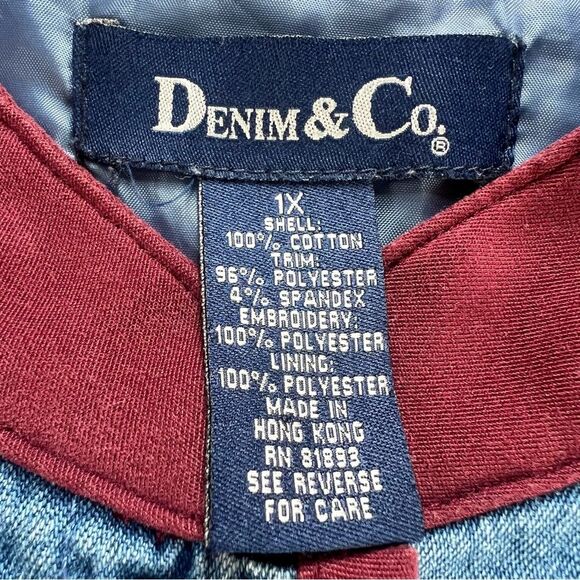 DENIM & CO.®
1X
SHELL:
100% COTTON
TRIM:
96% POLYESTER
4% SPANDEX
EMBROIDERY:
100% POLYESTER
LINING:
100% POLYESTER
MADE IN
HONG KONG
RN 81893
SEE REVERSE
FOR CARE